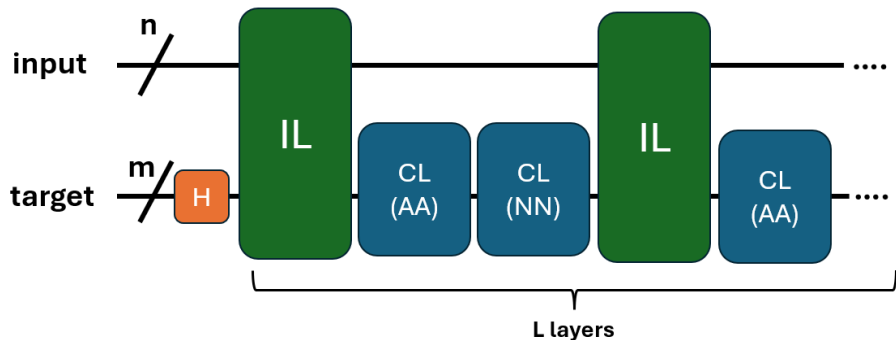 n
input
IL
IL
....
m
target
H
CL
(AA)
CL
(NN)
CL
(AA)
....
L layers